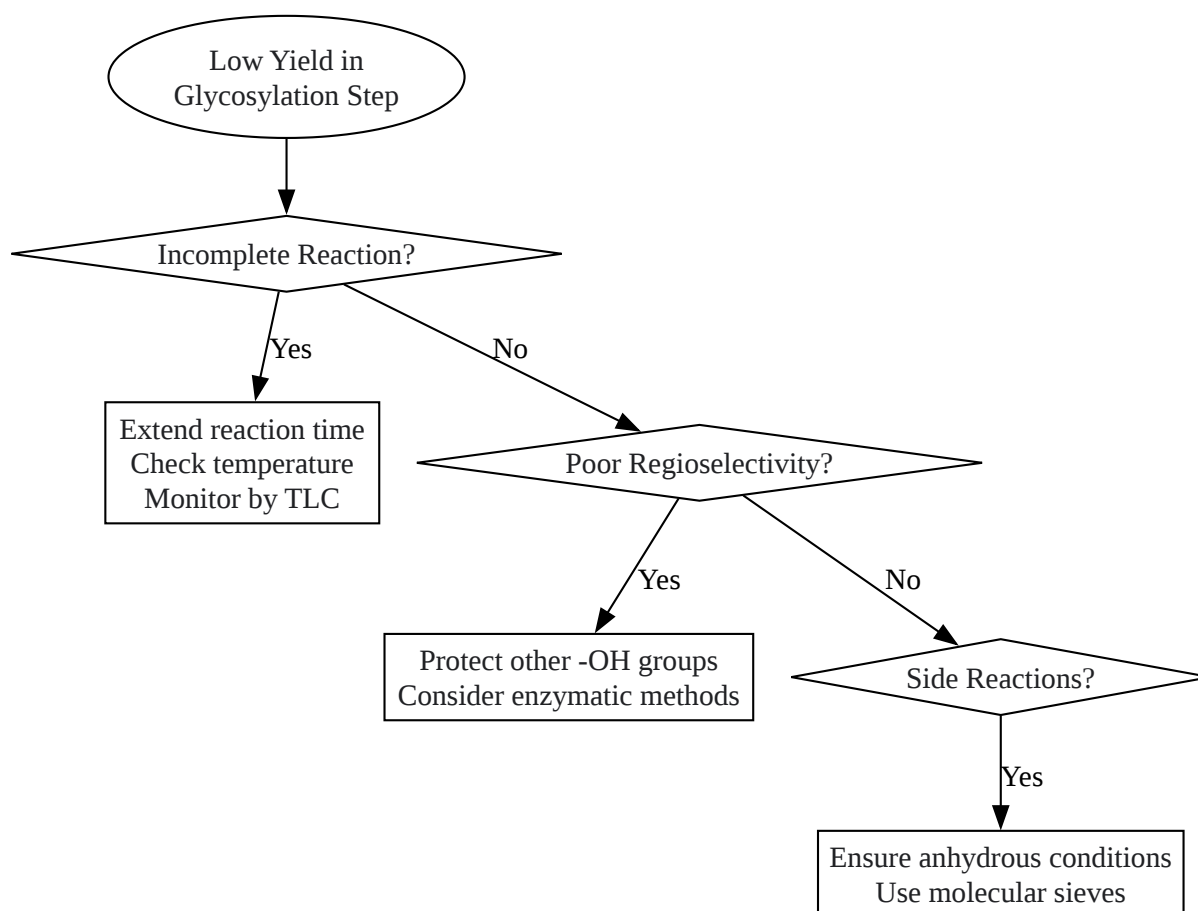 Low Yield in
Glycosylation Step
Incomplete Reaction?
Yes
No
Extend reaction time
Check temperature
Monitor by TLC
Poor Regioselectivity?
Yes
No
Protect other -OH groups
Consider enzymatic methods
Side Reactions?
Yes
Ensure anhydrous conditions
Use molecular sieves